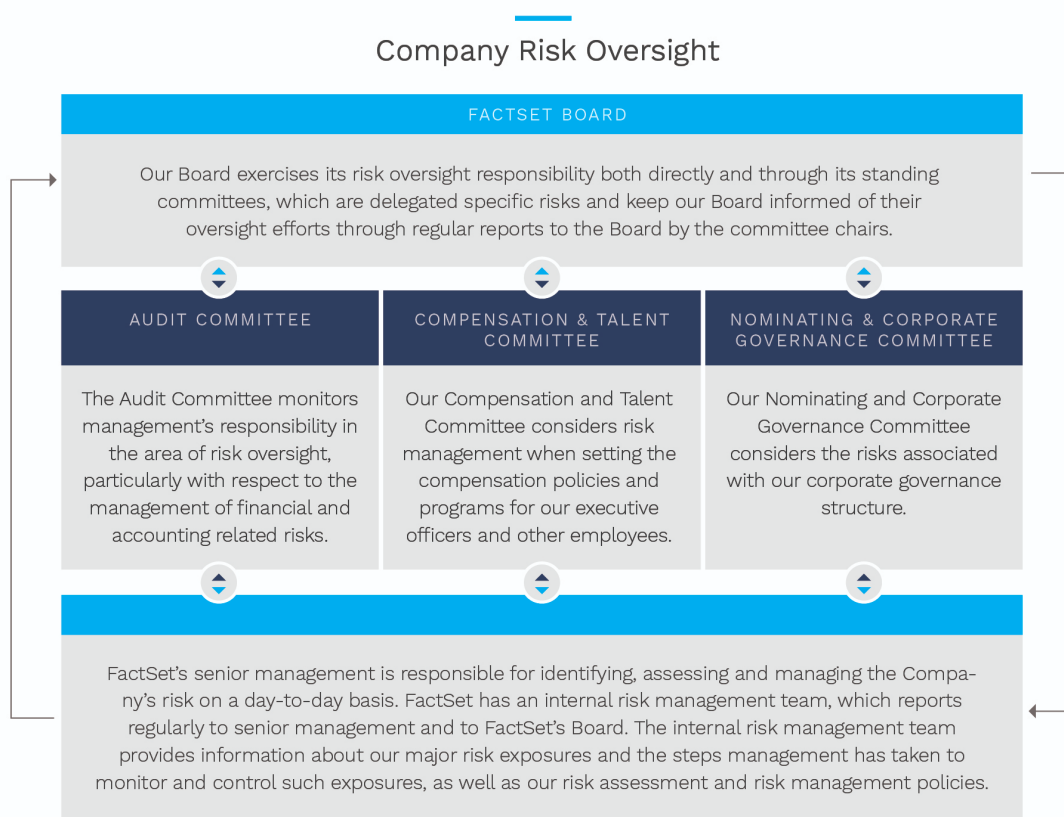 Company Risk Oversight
FACTSET BOARD
Our Board exercises its risk oversight responsibility both directly and through its standing
committees, which are delegated specific risks and keep our Board informed of their
oversight efforts through regular reports to the Board by the committee chairs.
AUDIT COMMITTEE
The Audit Committee monitors
management’s responsibility in
the area of risk oversight,
particularly with respect to the
management of financial and
accounting related risks.
COMPENSATION & TALENT
COMMITTEE
Our Compensation and Talent
Committee considers risk
management when setting the
compensation policies and
programs for our executive
officers and other employees.
NOMINATING & CORPORATE
GOVERNANCE COMMITTEE
Our Nominating and Corporate
Governance Committee
considers the risks associated
with our corporate governance
structure.
FactSet’s senior management is responsible for identifying, assessing and managing the Compa-
ny’s risk on a day-to-day basis. FactSet has an internal risk management team, which reports
regularly to senior management and to FactSet’s Board. The internal risk management team
provides information about our major risk exposures and the steps management has taken to
monitor and control such exposures, as well as our risk assessment and risk management policies.